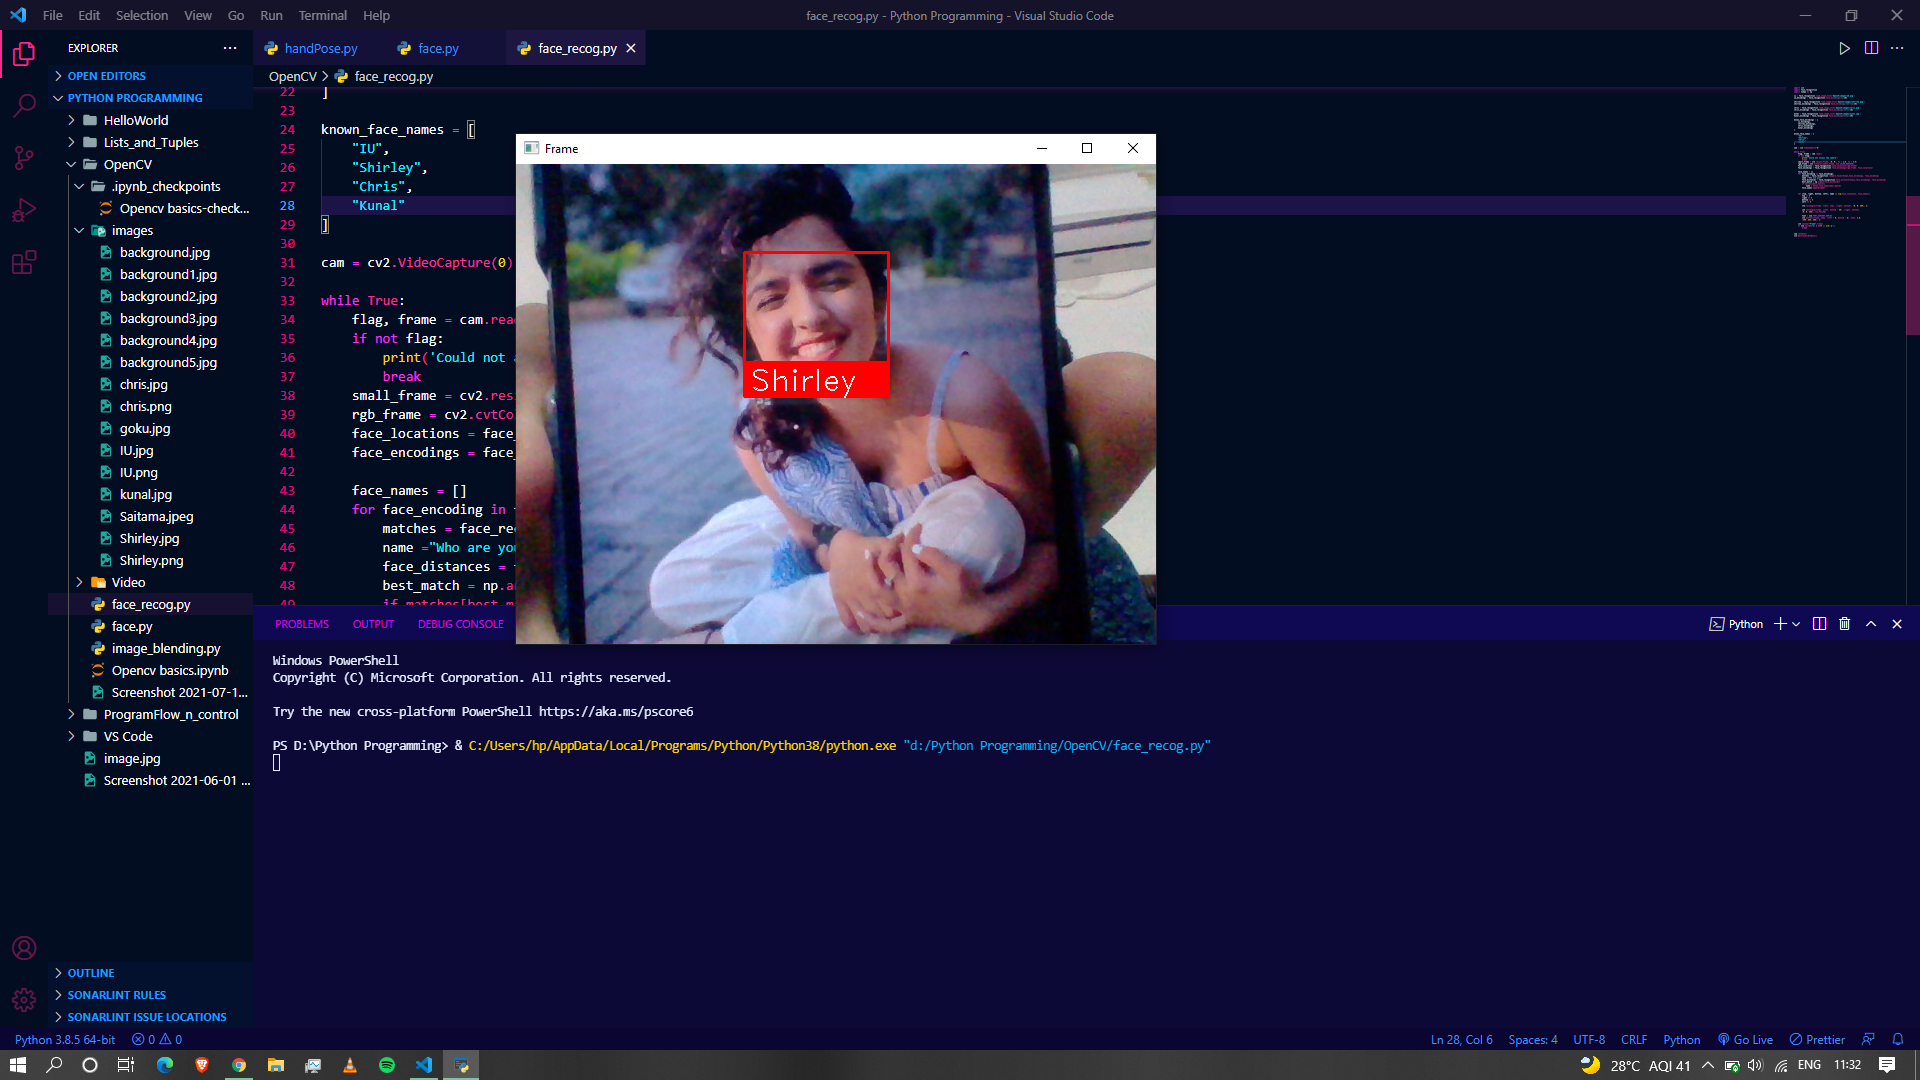 File Edit Selection View Go Run Terminal Help
face_recog.py - Python Programming - Visual Studio Code
EXPLORER
OPEN EDITORS
PYTHON PROGRAMMING
HelloWorld
Lists_and_Tuples
OpenCV
.ipynb_checkpoints
Opencv basics-check...
images
background.jpg
background1.jpg
background2.jpg
background3.jpg
background4.jpg
background5.jpg
chris.jpg
chris.png
goku.jpg
IU.jpg
IU.png
kunal.jpg
Saitama.jpeg
Shirley.jpg
Shirley.png
Video
face_recog.py
face.py
image_blending.py
Opencv basics.ipynb
Screenshot 2021-07-1...
ProgramFlow_n_control
VS Code
image.jpg
Screenshot 2021-06-01 ...
OUTLINE
SONARLINT RULES
SONARLINT ISSUE LOCATIONS
handPose.py face.py face_recog.py
OpenCV > face_recog.py
22 ]
23
24 known_face_names = [
25 "IU",
26 "Shirley",
27 "Chris",
28 "Kunal"
29 ]
30
31 cam = cv2.VideoCapture(0)
32
33 while True:
34 flag, frame = cam.read
35 if not flag:
36 print('Could not
37 break
38 small_frame = cv2.res
39 rgb_frame = cv2.cvtCo
40 face_locations = face_
41 face_encodings = face_
42
43 face_names = []
44 for face_encoding in
45 matches = face_re
46 name ="Who are you
47 face_distances =
48 best_match = np.a
49 if matches[best_m
Frame
Shirley
PROBLEMS OUTPUT DEBUG CONSOLE
Python
Windows PowerShell
Copyright (C) Microsoft Corporation. All rights reserved.
Try the new cross-platform PowerShell https://aka.ms/pscore6
PS D:\Python Programming> & C:/Users/hp/AppData/Local/Programs/Python/Python38/python.exe "d:/Python Programming/OpenCV/face_recog.py"
Python 3.8.5 64-bit 0 0
Ln 28, Col 6 Spaces: 4 UTF-8 CRLF Python Go Live Prettier
28°C AQI 41 ENG 11:32